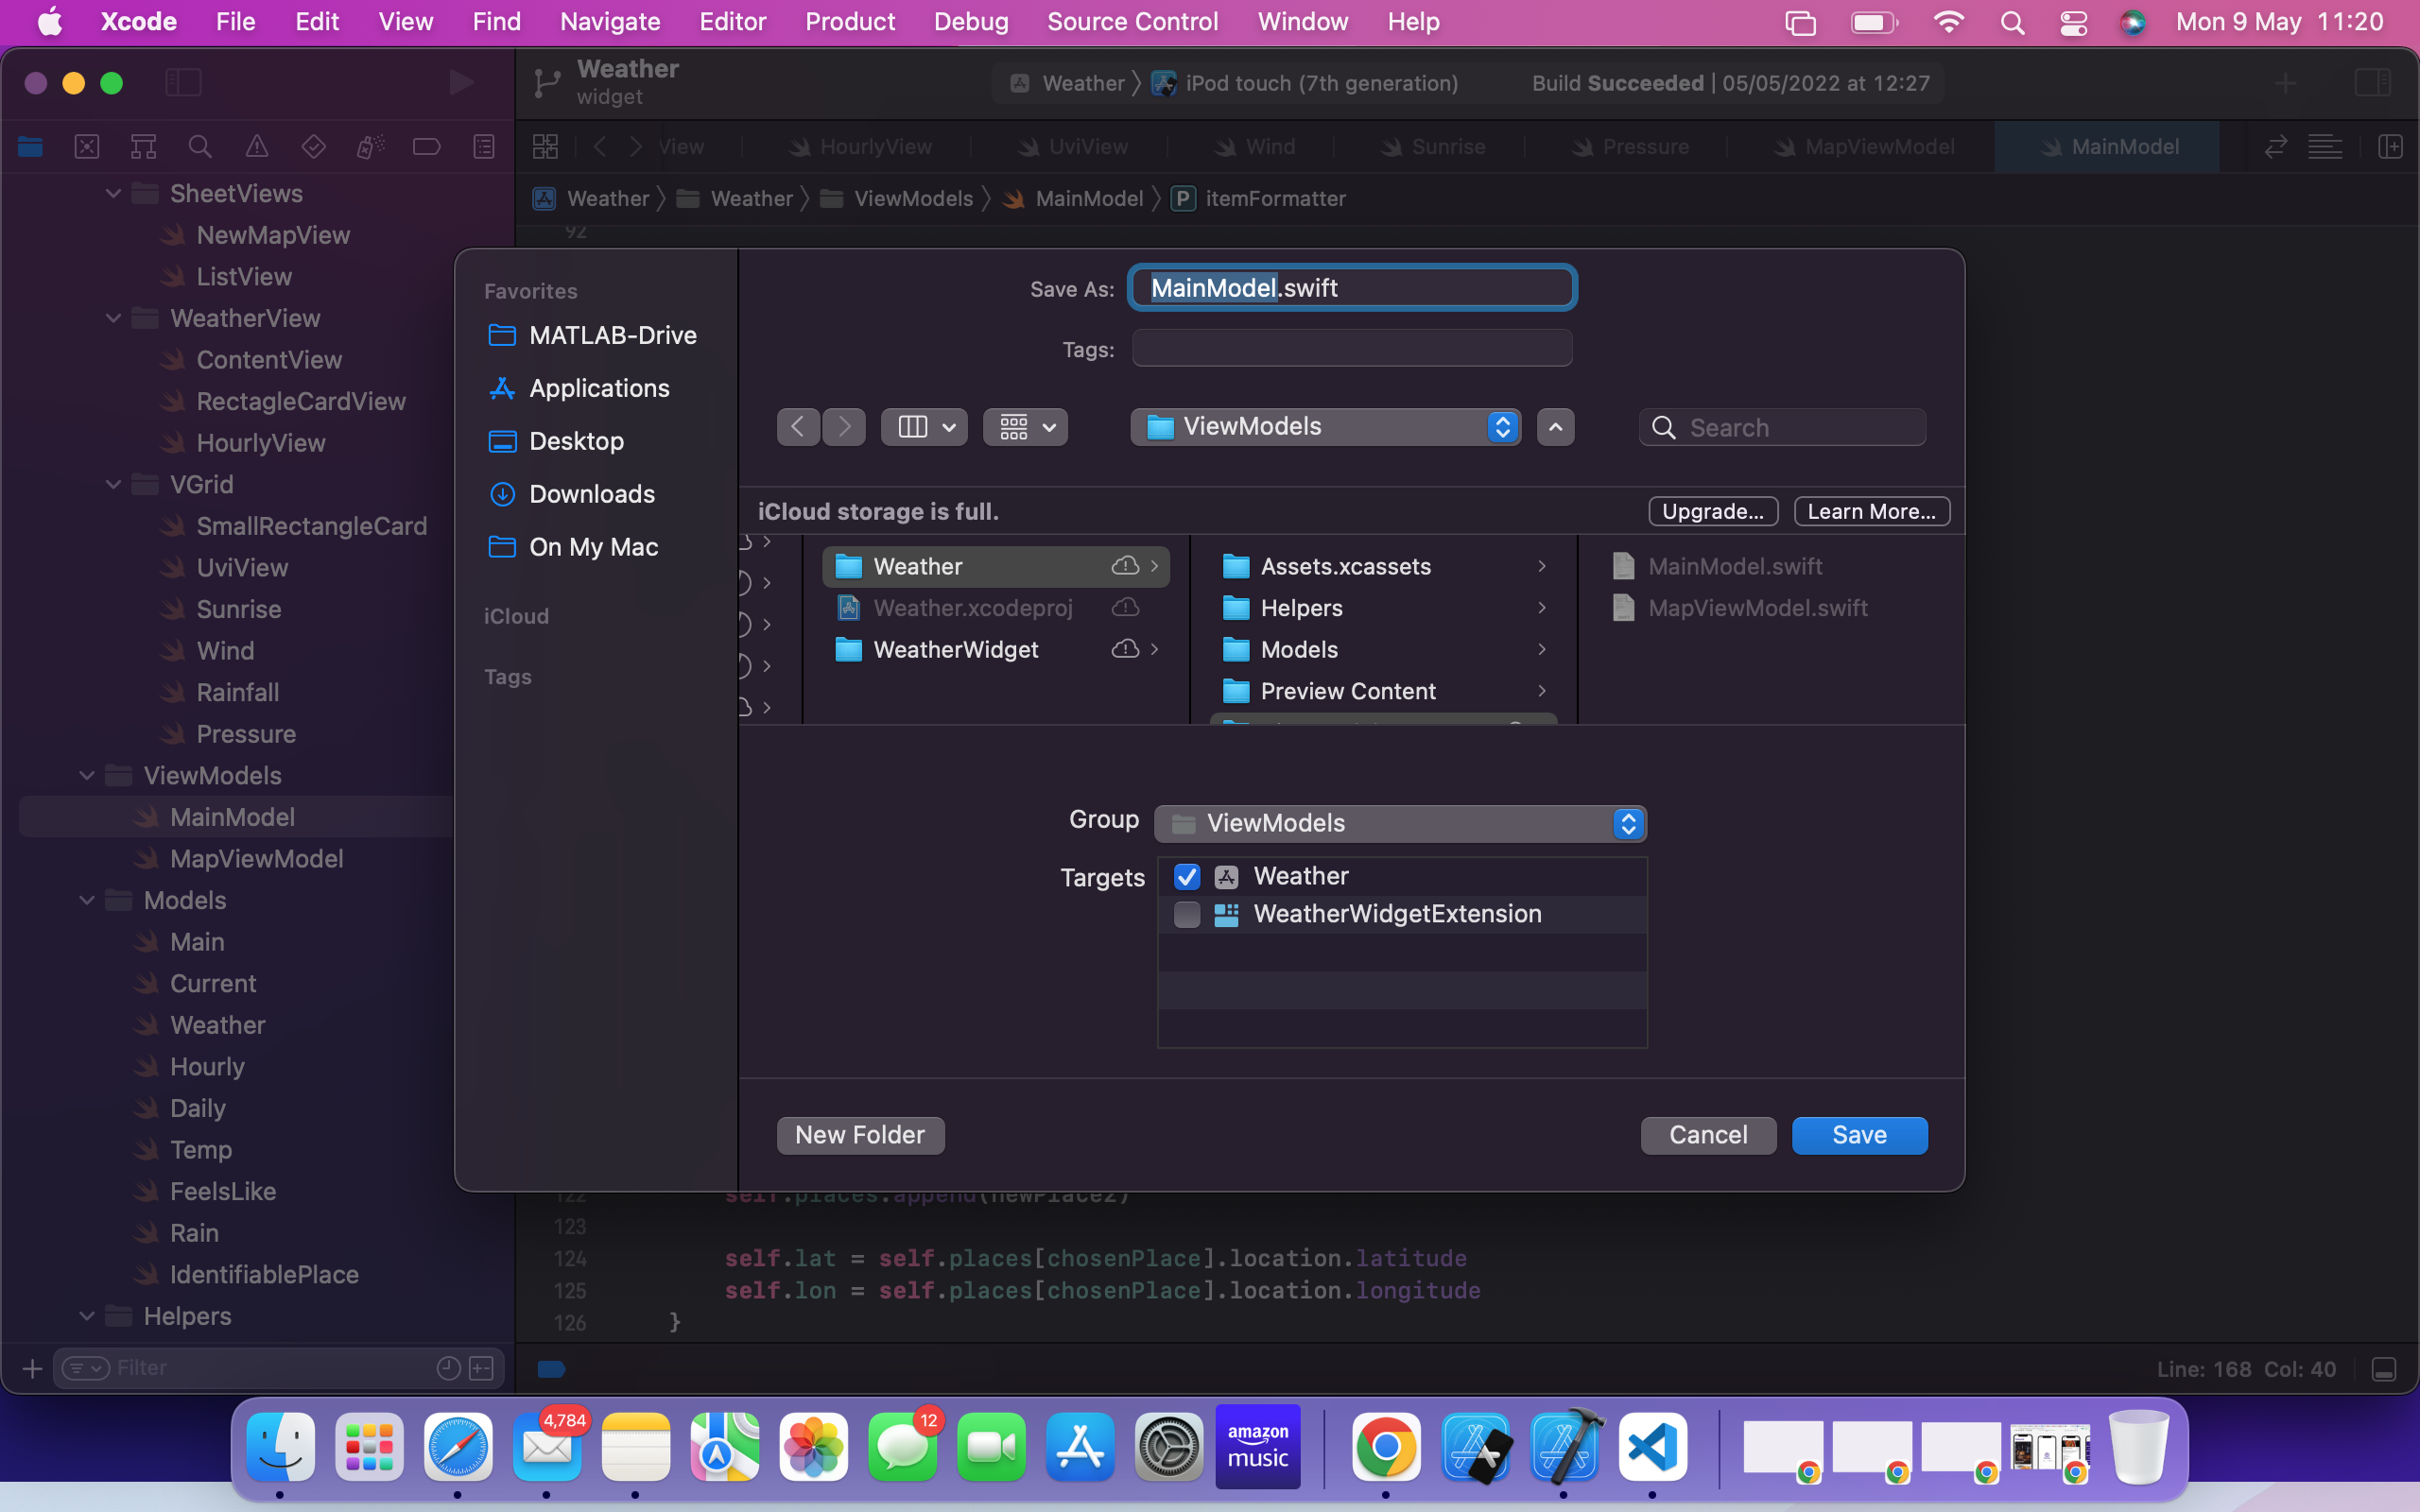 Xcode File Edit View Find Navigate Editor Product Debug Source Control Window Help Mon 9 May 11:20
Weather
widget
Weather iPod touch (7th generation) Build Succeeded | 05/05/2022 at 12:27
View HourlyView UviView Wind Sunrise Pressure MapViewModel MainModel
Weather Weather ViewModels MainModel P itemFormatter
92
SheetViews
NewMapView
ListView
WeatherView
ContentView
RectagleCardView
HourlyView
VGrid
SmallRectangleCard
UviView
Sunrise
Wind
Rainfall
Pressure
ViewModels
MainModel
MapViewModel
Models
Main
Current
Weather
Hourly
Daily
Temp
FeelsLike
Rain
IdentifiablePlace
Helpers
Filter
Favorites
MATLAB-Drive
Applications
Desktop
Downloads
On My Mac
iCloud
Tags
Save As: MainModel.swift
Tags:
ViewModels
Search
iCloud storage is full. Upgrade... Learn More...
Weather
Weather.xcodeproj
WeatherWidget
Assets.xcassets
Helpers
Models
Preview Content
MainModel.swift
MapViewModel.swift
Group ViewModels
Targets Weather
WeatherWidgetExtension
New Folder Cancel Save
122 self.places.append(newPlace2)
123
124 self.lat = self.places[chosenPlace].location.latitude
125 self.lon = self.places[chosenPlace].location.longitude
126 }
Line: 168 Col: 40
4,784
12
amazon
music